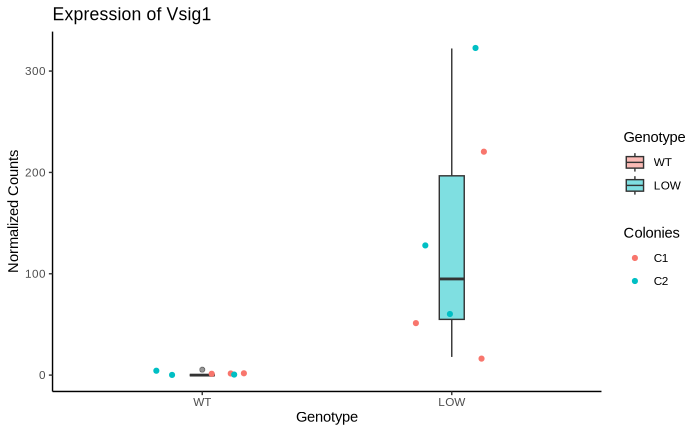 Expression of Vsig1
Normalized Counts
300
200
100
0
WT
LOW
Genotype
Genotype
WT
LOW
Colonies
C1
C2